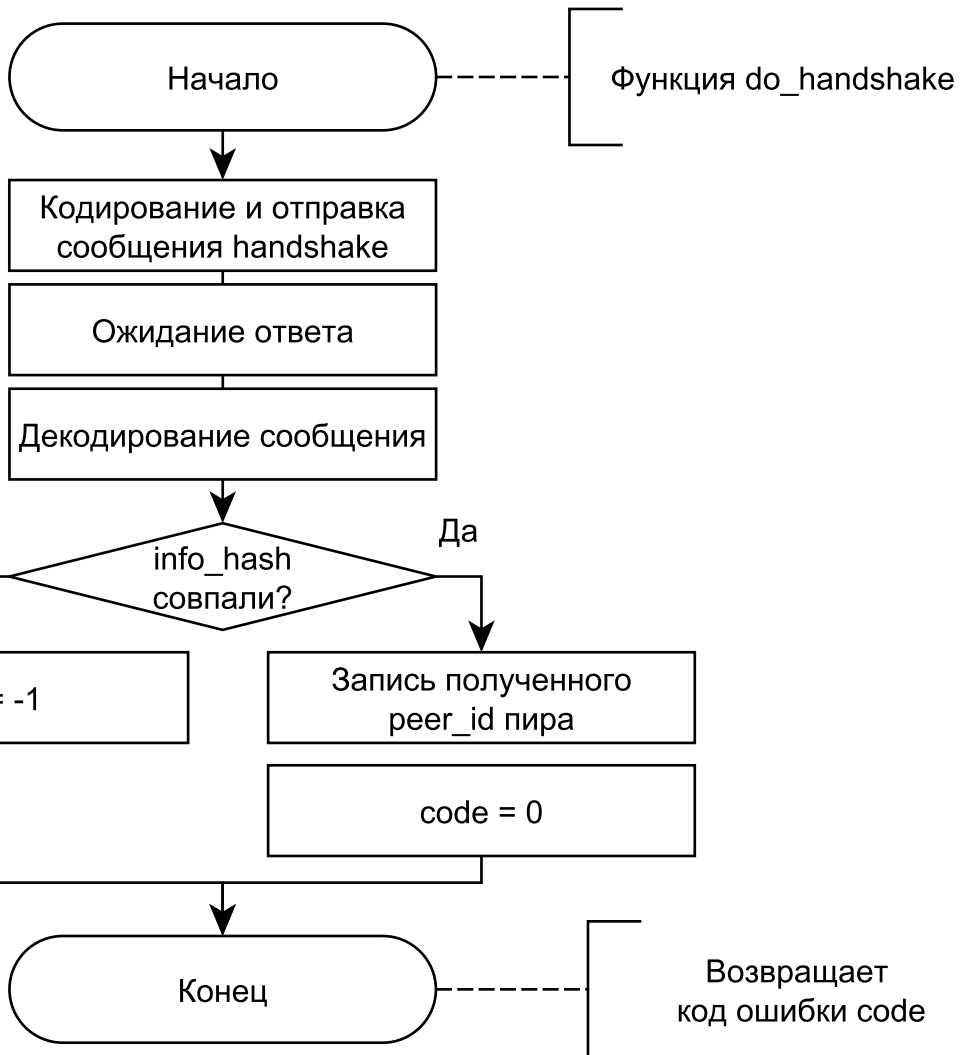 Начало
Функция do_handshake
Кодирование и отправка
сообщения handshake
Ожидание ответа
Декодирование сообщения
Да
info_hash
совпали?
= -1
Запись полученного
peer_id пира
code = 0
Конец
Возвращает
код ошибки code